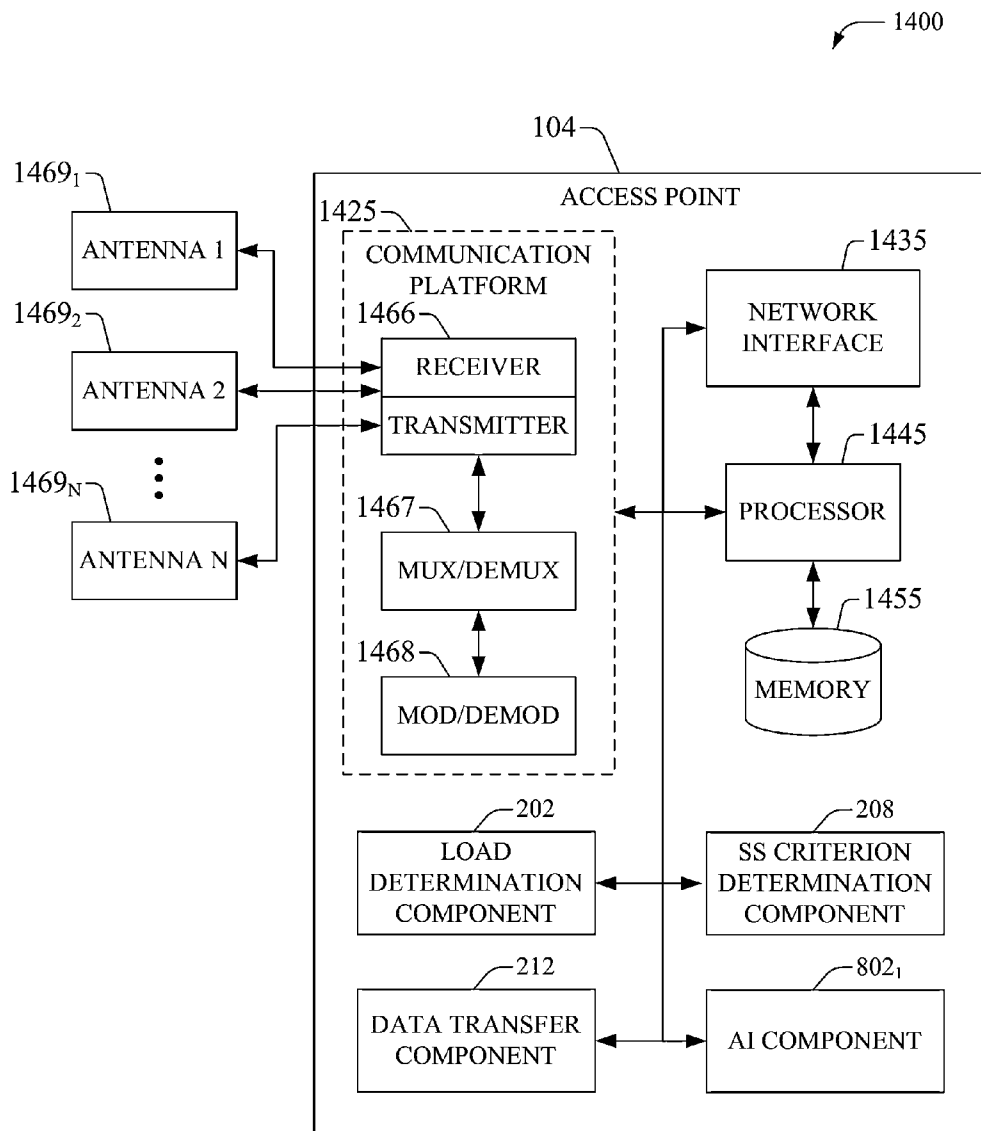 1400
104
ACCESS POINT
1469₁
ANTENNA 1
1469₂
ANTENNA 2
1469N
ANTENNA N
1425
COMMUNICATION
PLATFORM
1466
RECEIVER
TRANSMITTER
1467
MUX/DEMUX
1468
MOD/DEMOD
1435
NETWORK
INTERFACE
1445
PROCESSOR
1455
MEMORY
202
LOAD
DETERMINATION
COMPONENT
208
SS CRITERION
DETERMINATION
COMPONENT
212
DATA TRANSFER
COMPONENT
802₁
AI COMPONENT